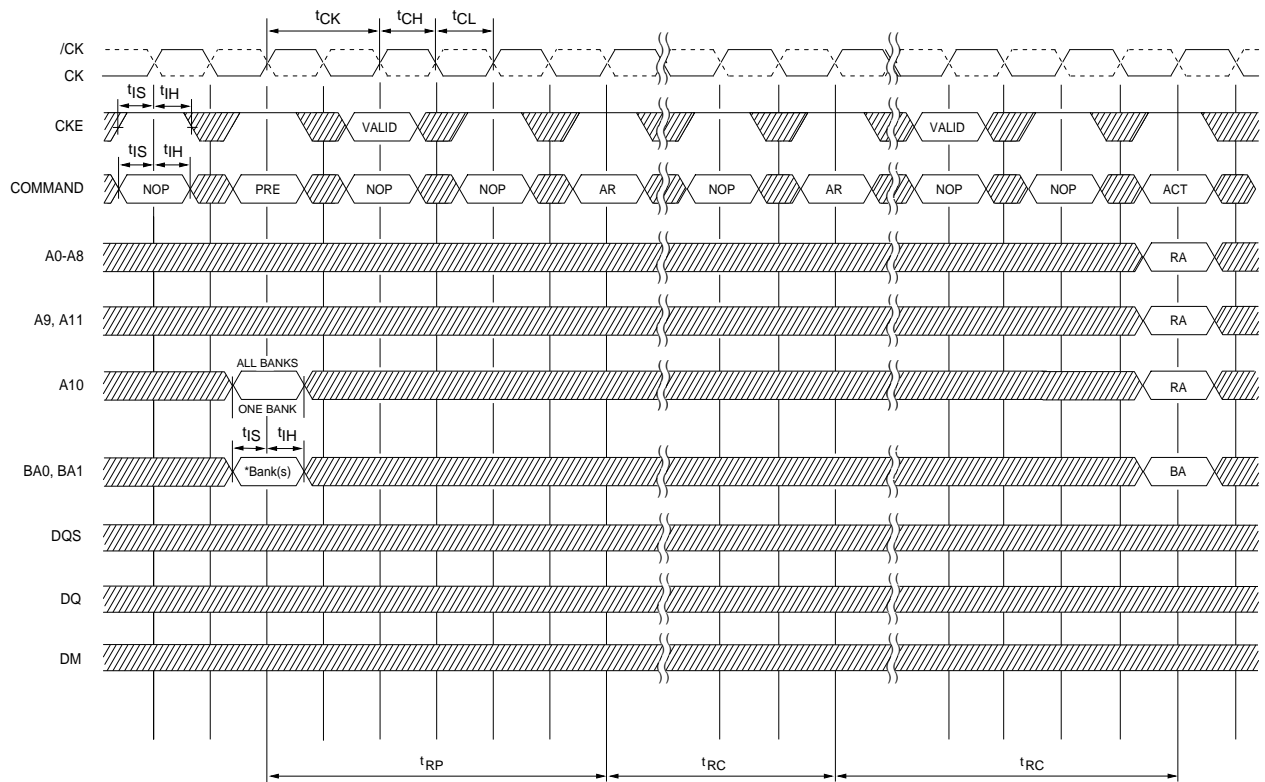 tCK tCH tCL
/CK
CK
tIS tIH
CKE VALID VALID
tIS tIH
COMMAND NOP PRE NOP NOP AR NOP AR NOP NOP ACT
A0-A8 RA
A9, A11 RA
ALL BANKS
A10 RA
ONE BANK
tIS tIH
BA0, BA1 *Bank(s) BA
DQS
DQ
DM
tRP tRC tRC